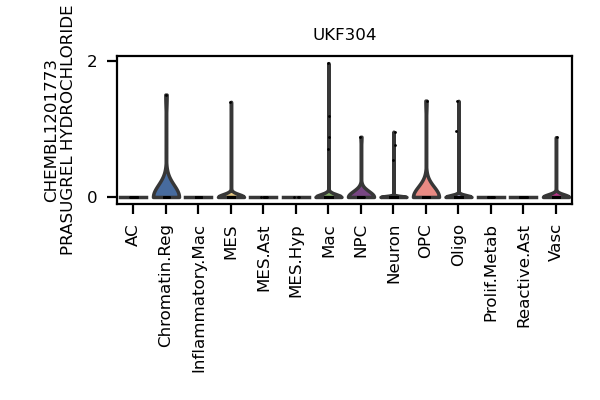 UKF304
CHEMBL1201773
PRASUGREL HYDROCHLORIDE
2
0
AC
Chromatin.Reg
Inflammatory.Mac
MES
MES.Ast
MES.Hyp
Mac
NPC
Neuron
OPC
Oligo
Prolif.Metab
Reactive.Ast
Vasc